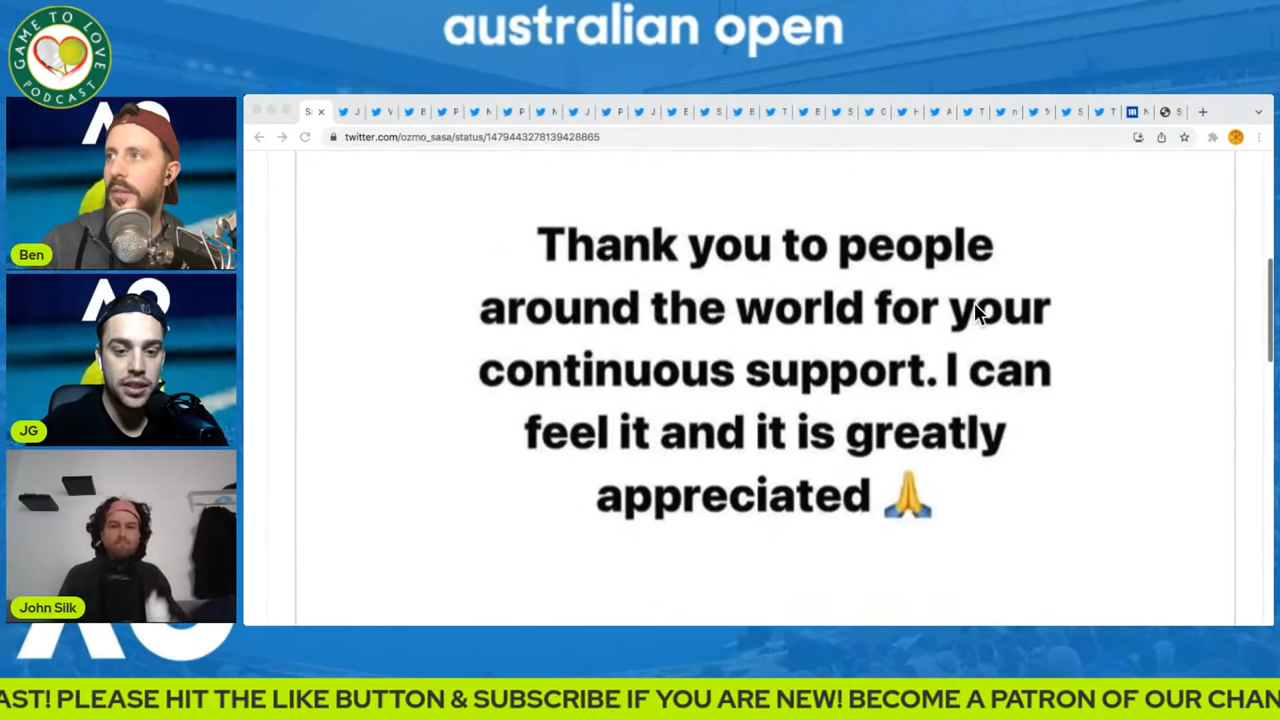 australian open
GAME TO LOVE
PODCAST
Ben
JG
John Silk
twitter.com/ozmo_sasa/status/1479443278139428865
Thank you to people
around the world for your
continuous support. I can
feel it and it is greatly
appreciated 🙏
AST! PLEASE HIT THE LIKE BUTTON & SUBSCRIBE IF YOU ARE NEW! BECOME A PATRON OF OUR CHAN